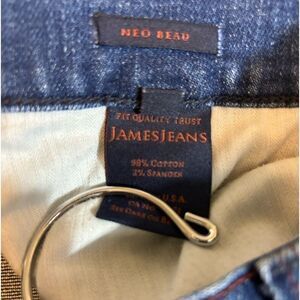 NEO BEAU
FIT QUALITY TRUST
JAMESJEANS
98% COTTON
2% SPANDEX
U.S.A.